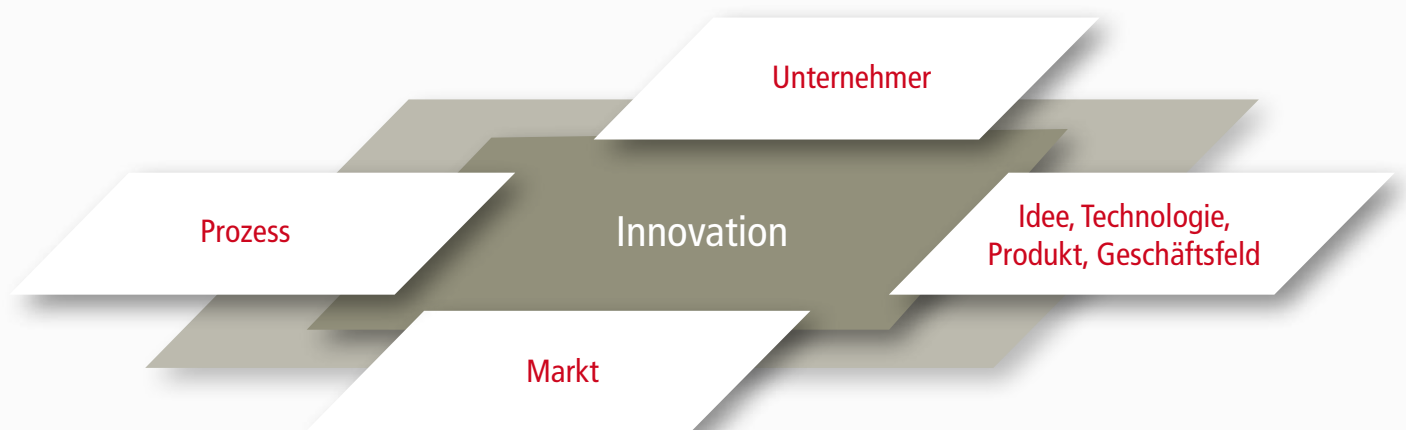 Unternehmer
Prozess
Innovation
Idee, Technologie,
Produkt, Geschäftsfeld
Markt